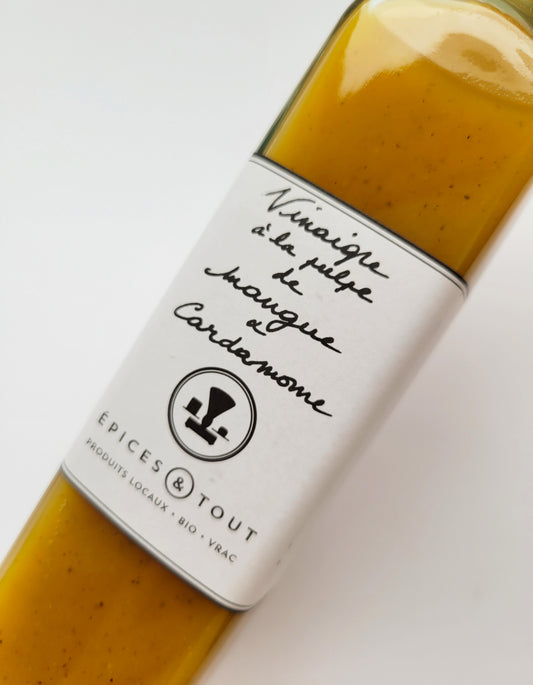 Vinaigre
à la pulpe
de
mangue
&
Cardamome
ÉPICES & TOUT
PRODUITS LOCAUX • BIO • VRAC